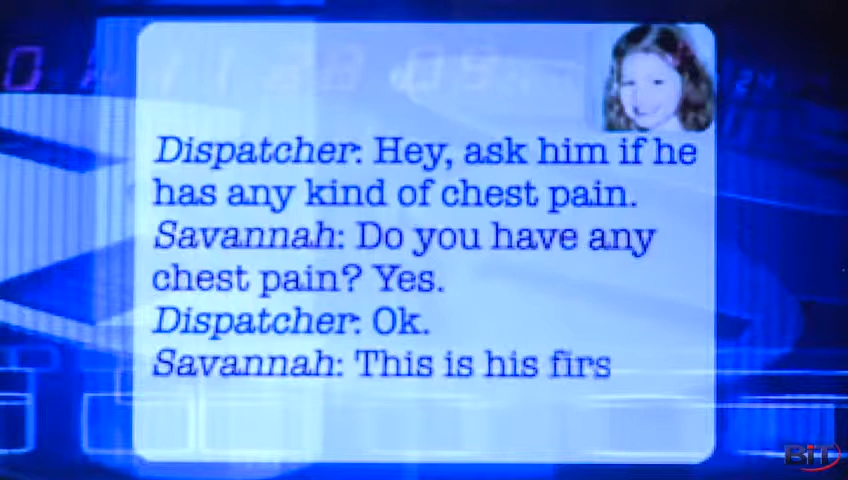 Dispatcher: Hey, ask him if he
has any kind of chest pain.
Savannah: Do you have any
chest pain? Yes.
Dispatcher: Ok.
Savannah: This is his firs
BiT